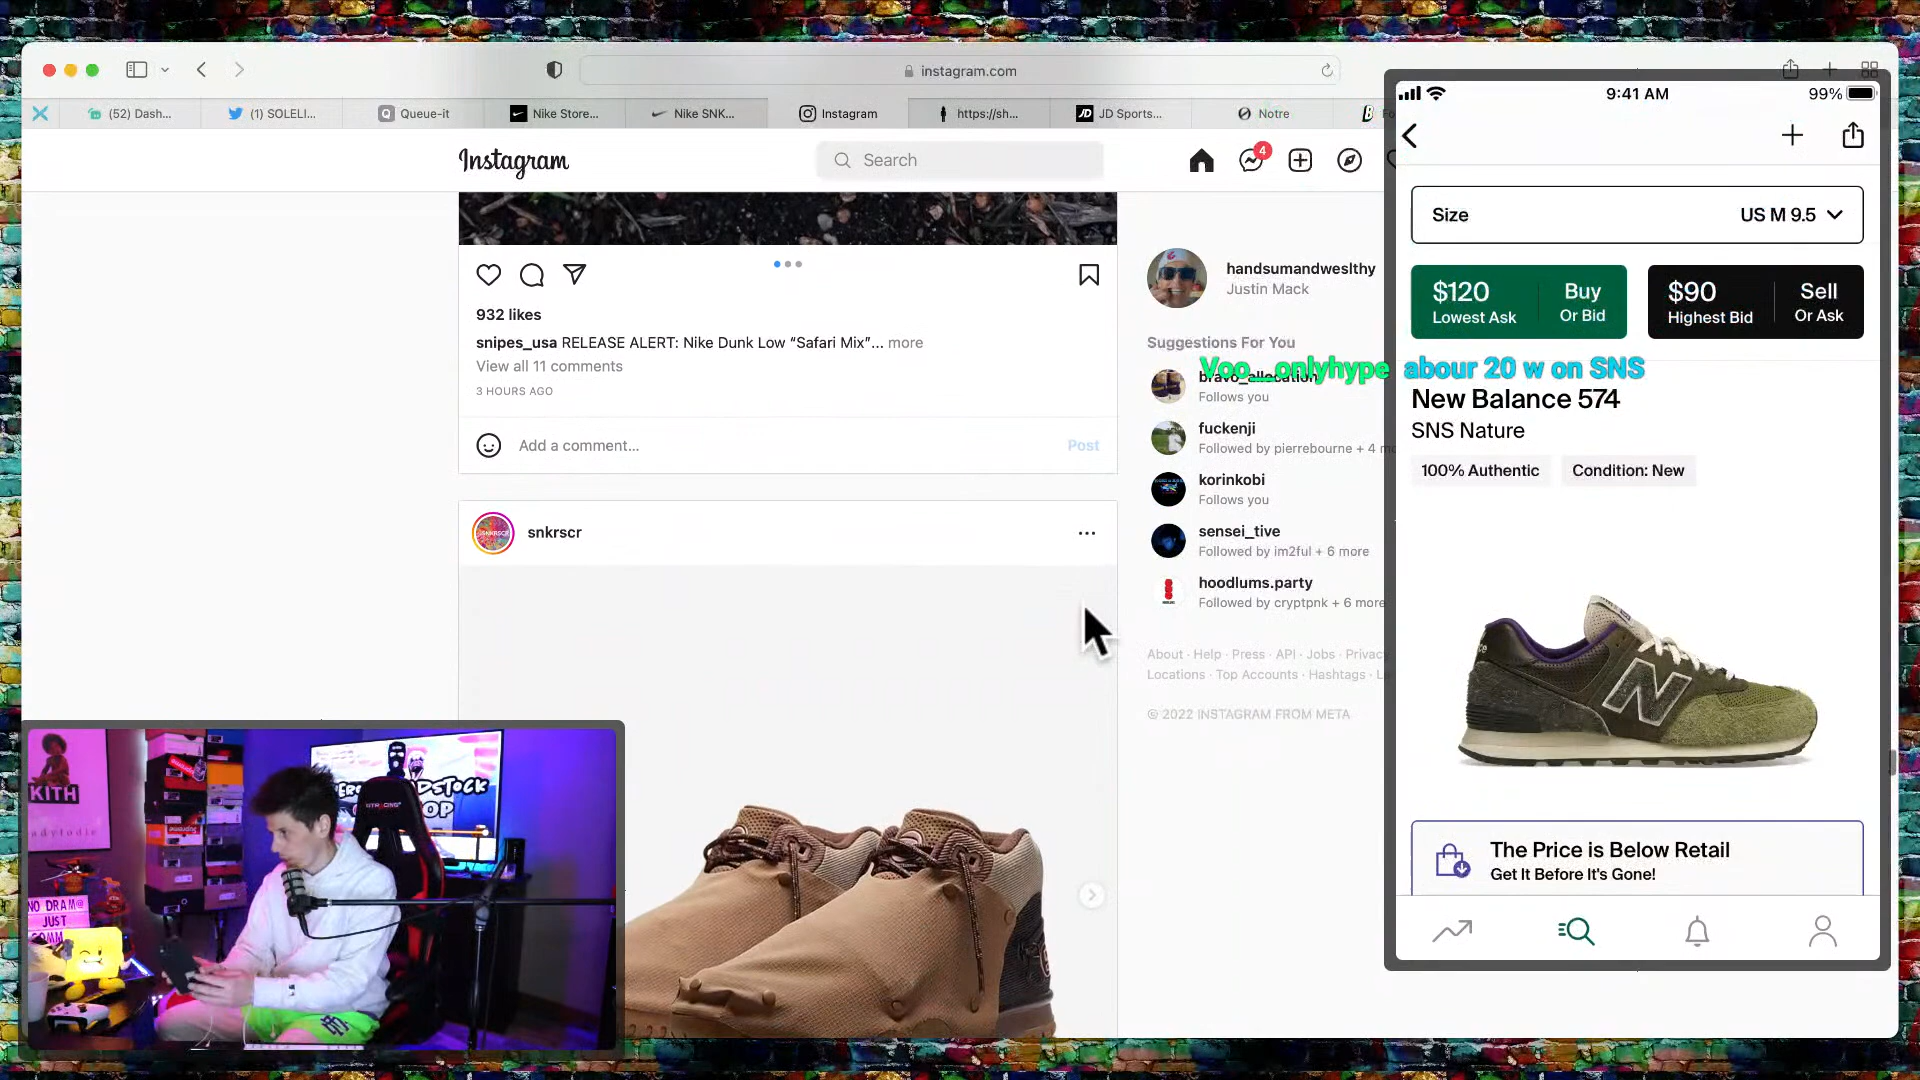 instagram.com
(52) Dash...
(1) SOLELI...
Queue-it
Nike Store...
Nike SNK...
Instagram
https://sh...
JD Sports...
Notre
Instagram
Search
4
932 likes
snipes_usa RELEASE ALERT: Nike Dunk Low “Safari Mix”... more
View all 11 comments
3 HOURS AGO
Add a comment...
Post
snkrscr
handsumandweslthy
Justin Mack
Suggestions For You
bravo_allocation
Follows you
fuckenji
Followed by pierrebourne + 4 mo
korinkobi
Follows you
sensei_tive
Followed by im2ful + 6 more
hoodlums.party
Followed by cryptpnk + 6 more
About · Help · Press · API · Jobs · Privacy
Locations · Top Accounts · Hashtags ·
© 2022 INSTAGRAM FROM META
Voo__onlyhype abour 20 w on SNS
9:41 AM
99%
Size
US M 9.5
$120
Lowest Ask
Buy
Or Bid
$90
Highest Bid
Sell
Or Ask
New Balance 574
SNS Nature
100% Authentic
Condition: New
N
The Price is Below Retail
Get It Before It's Gone!
KITH
NO DRAM@
JUST